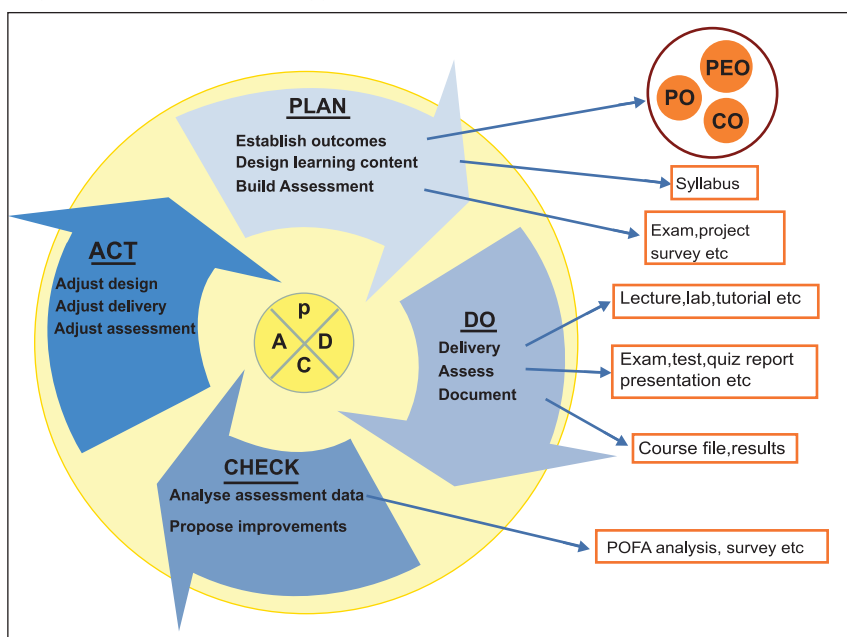 PLAN
Establish outcomes
Design learning content
Build Assessment
PEO
PO
CO
Syllabus
Exam,project
survey etc
ACT
Adjust design
Adjust delivery
Adjust assessment
p
A D
C
DO
Delivery
Assess
Document
Lecture,lab,tutorial etc
Exam,test,quiz report
presentation etc
Course file,results
CHECK
Analyse assessment data
Propose improvements
POFA analysis, survey etc